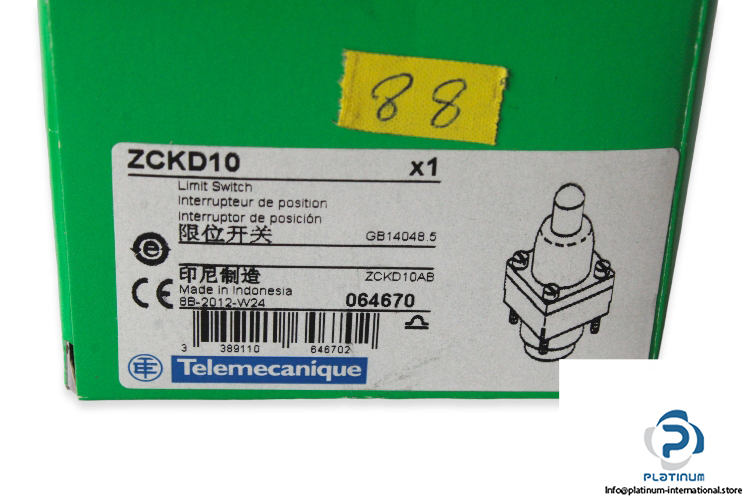 88
ZCKD10 x1
Limit Switch
Interrupteur de position
Interruptor de posición
限位开关 GB14048.5
印尼制造 ZCKD10AB
Made in Indonesia
8B-2012-W24 064670
3 389110 646702
Telemecanique
PLATINUM
Info@platinum-international.store